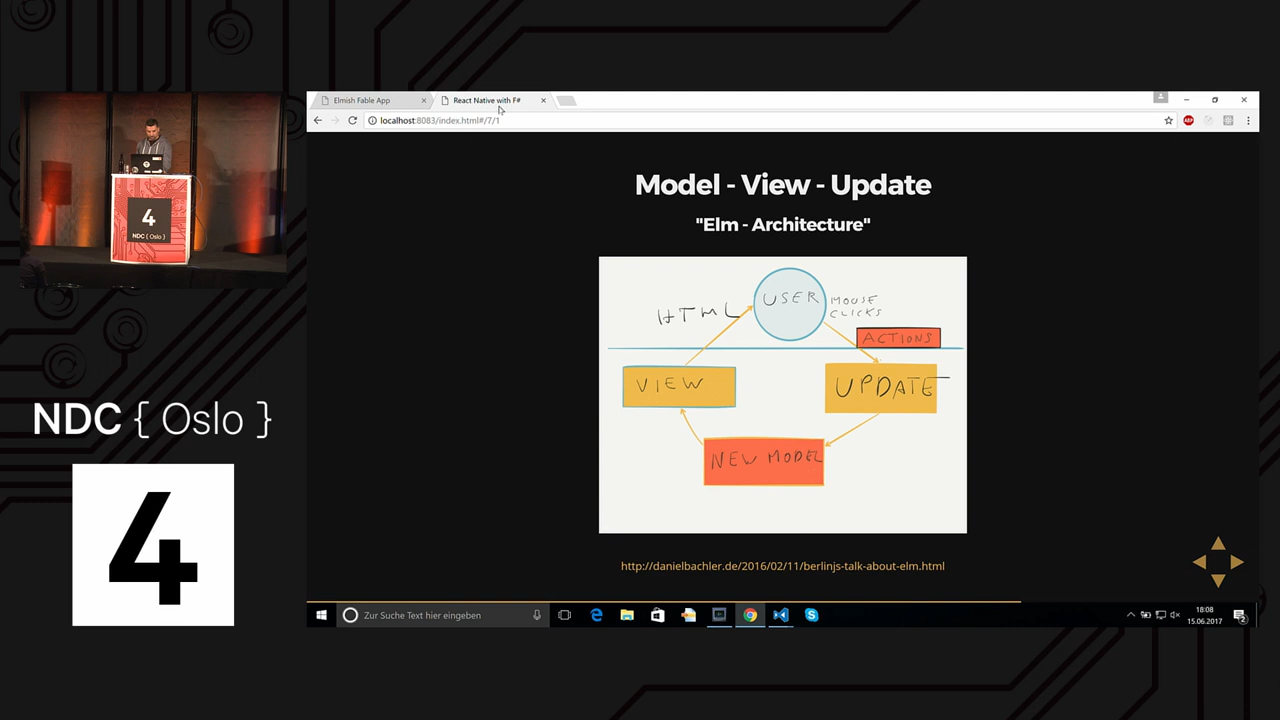 4
NDC { Oslo }
NDC { Oslo }
4
Elmish Fable App
React Native with F#
localhost:8083/index.html#/7/1
ABP
Model - View - Update
"Elm - Architecture"
USER
HTML
MOUSE
CLICKS
ACTIONS
VIEW
UPDATE
NEW MODEL
http://danielbachler.de/2016/02/11/berlinjs-talk-about-elm.html
Zur Suche Text hier eingeben
18:08
15.06.2017
2